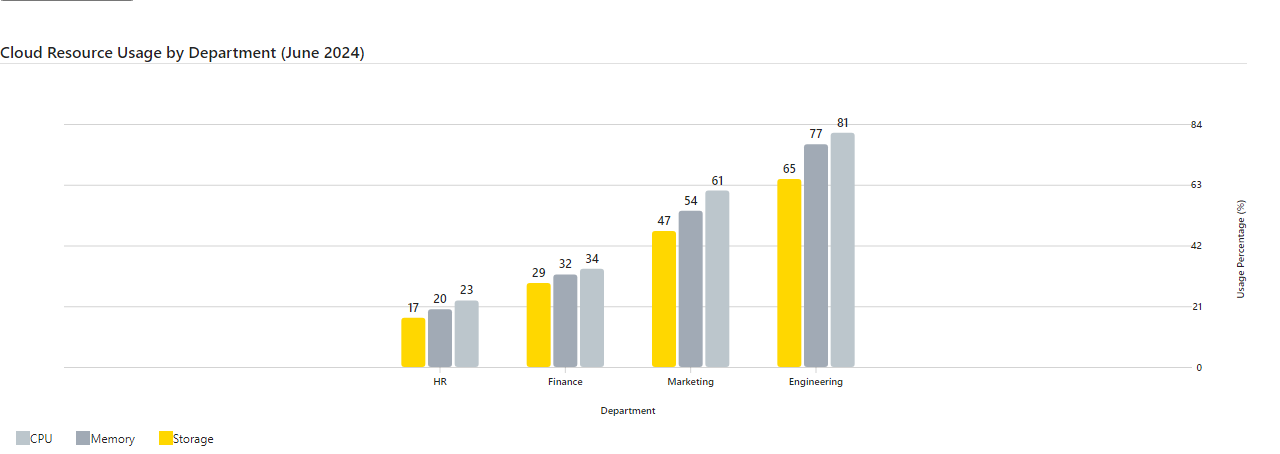 Cloud Resource Usage by Department (June 2024)
84
63
42
21
0
Usage Percentage (%)
17 20 23
29 32 34
47 54 61
65 77 81
HR Finance Marketing Engineering
Department
CPU Memory Storage